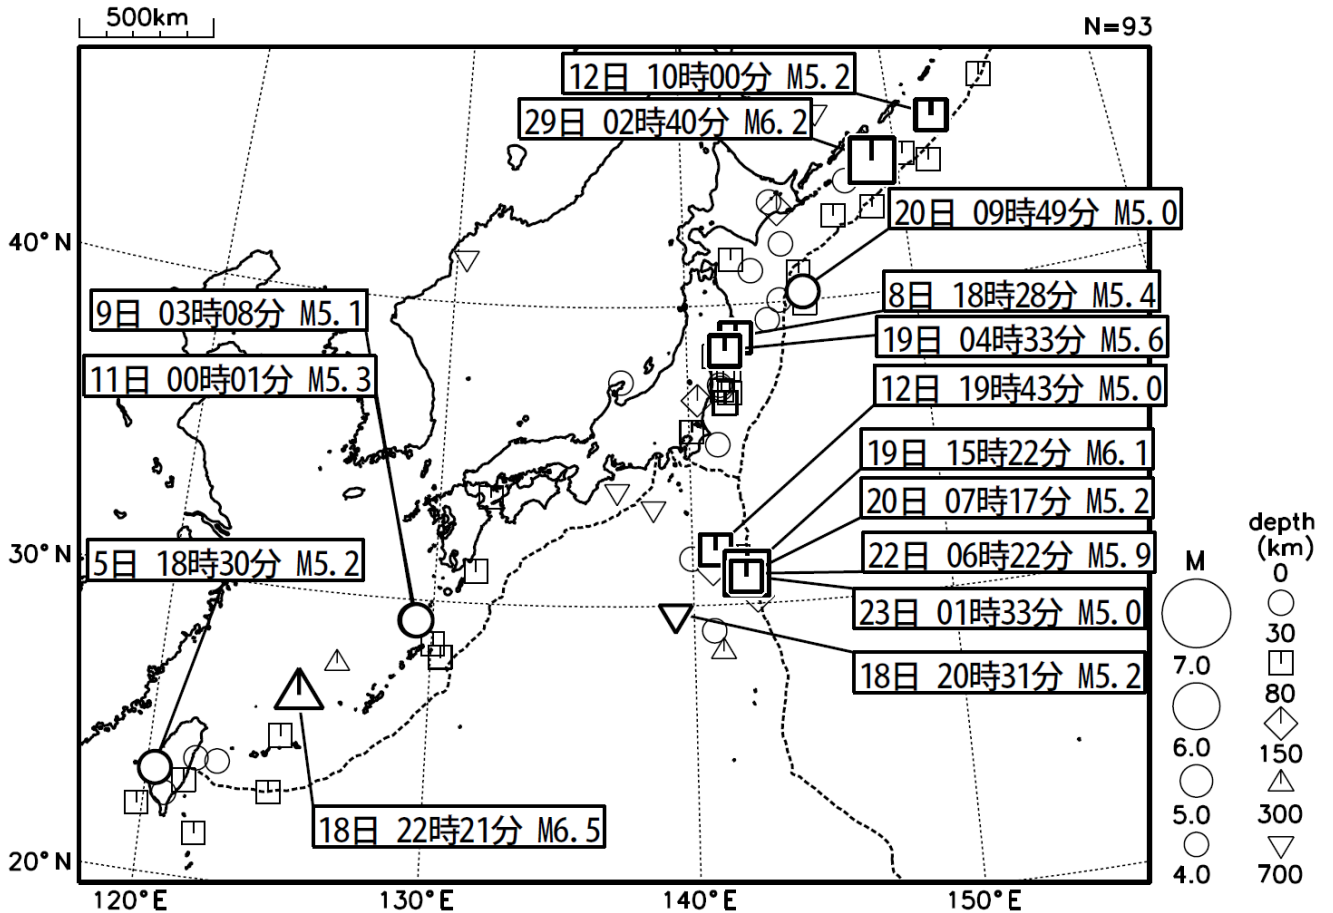 500km
N=93
12日 10時00分 M5.2
29日 02時40分 M6.2
20日 09時49分 M5.0
40°N
8日 18時28分 M5.4
9日 03時08分 M5.1
19日 04時33分 M5.6
11日 00時01分 M5.3
12日 19時43分 M5.0
19日 15時22分 M6.1
20日 07時17分 M5.2
30°N
5日 18時30分 M5.2
22日 06時22分 M5.9
23日 01時33分 M5.0
18日 20時31分 M5.2
18日 22時21分 M6.5
20°N
120°E
130°E
140°E
150°E
M
7.0
6.0
5.0
4.0
depth
(km)
0
30
80
150
300
700